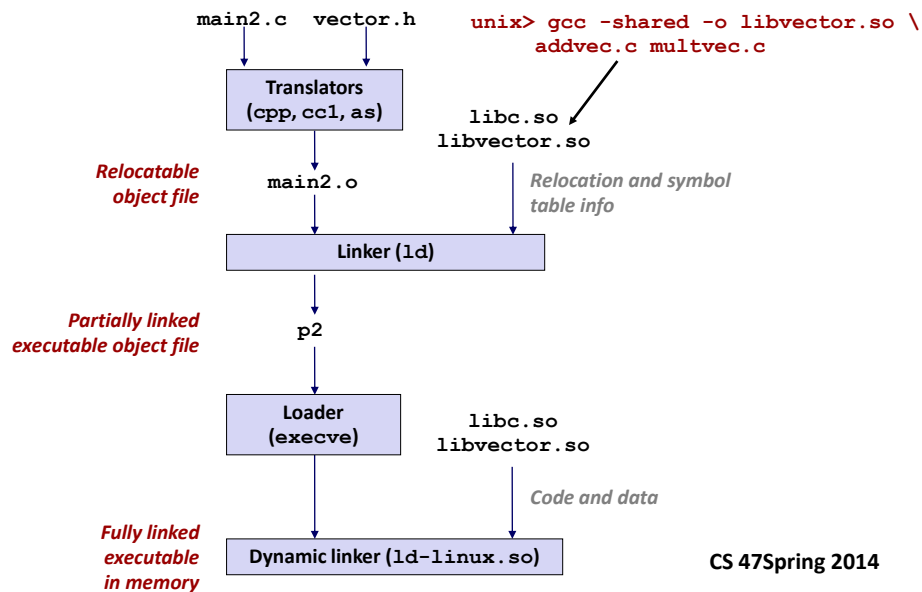 main2.c vector.h
unix> gcc -shared -o libvector.so \
addvec.c multvec.c
Translators
(cpp, cc1, as)
libc.so
libvector.so
Relocatable
object file
main2.o
Relocation and symbol
table info
Linker (ld)
Partially linked
executable object file
p2
Loader
(execve)
libc.so
libvector.so
Code and data
Fully linked
executable
in memory
Dynamic linker (ld-linux.so)
CS 47Spring 2014